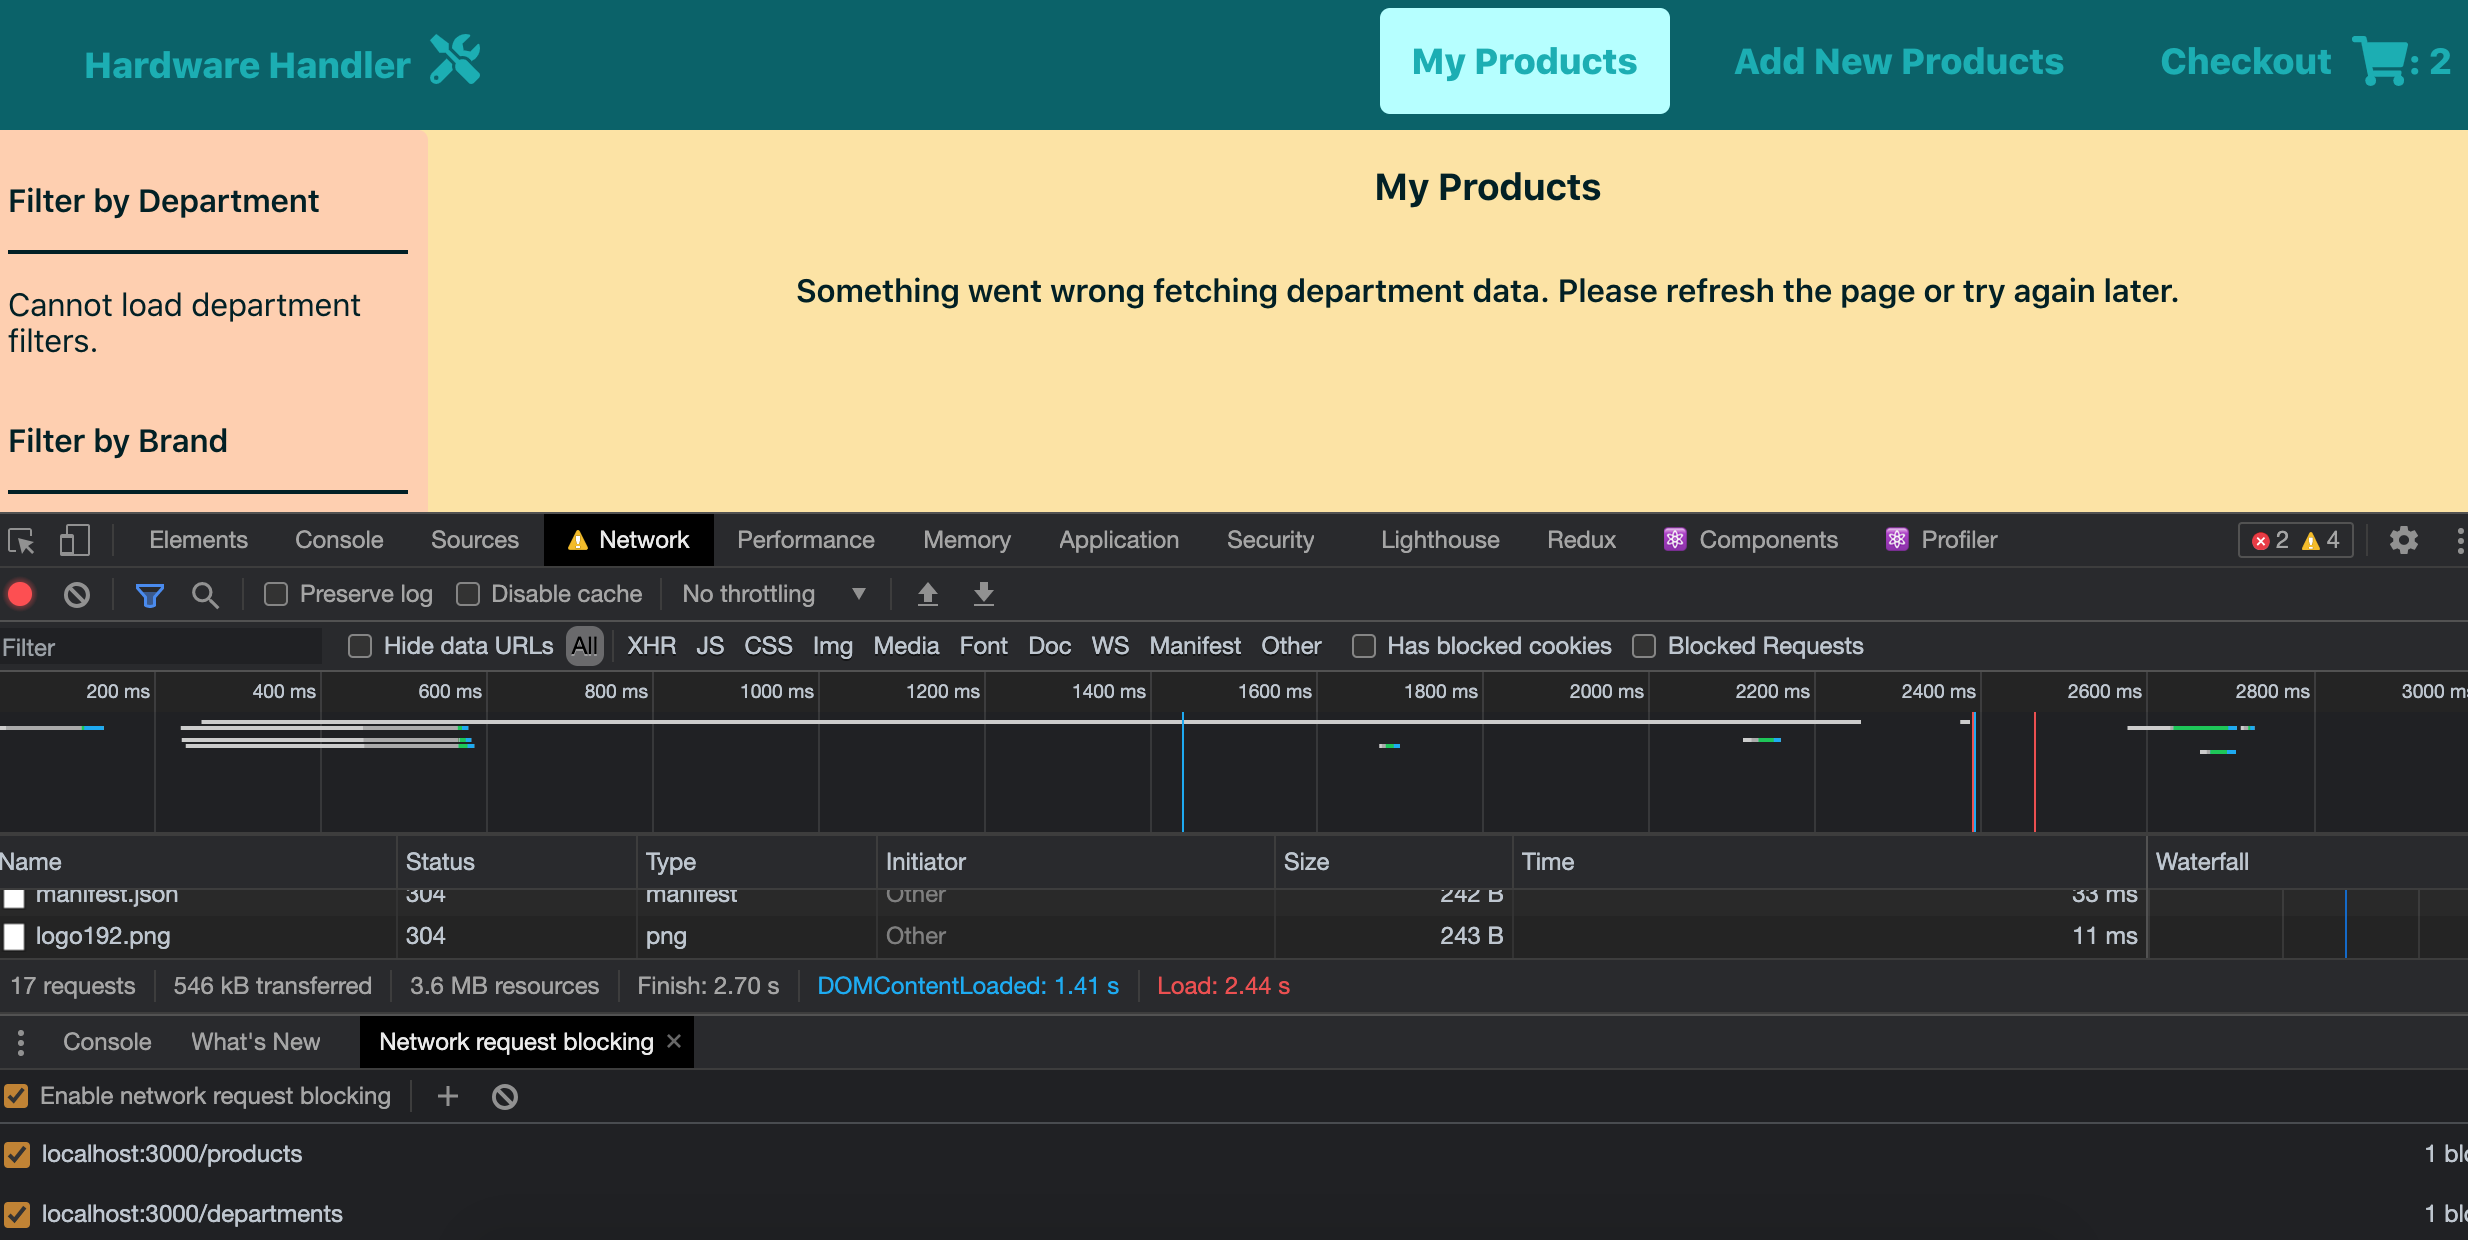 Hardware Handler
My Products
Add New Products
Checkout : 2
Filter by Department
Cannot load department
filters.
Filter by Brand
My Products
Something went wrong fetching department data. Please refresh the page or try again later.
Elements Console Sources Network Performance Memory Application Security Lighthouse Redux Components Profiler 2 4
Preserve log Disable cache No throttling
Filter Hide data URLs All XHR JS CSS Img Media Font Doc WS Manifest Other Has blocked cookies Blocked Requests
200 ms 400 ms 600 ms 800 ms 1000 ms 1200 ms 1400 ms 1600 ms 1800 ms 2000 ms 2200 ms 2400 ms 2600 ms 2800 ms 3000 m
Name Status Type Initiator Size Time Waterfall
manifest.json 304 manifest Other 242 B 33 ms
logo192.png 304 png Other 243 B 11 ms
17 requests 546 kB transferred 3.6 MB resources Finish: 2.70 s DOMContentLoaded: 1.41 s Load: 2.44 s
Console What's New Network request blocking
Enable network request blocking
localhost:3000/products 1 blo
localhost:3000/departments 1 blo